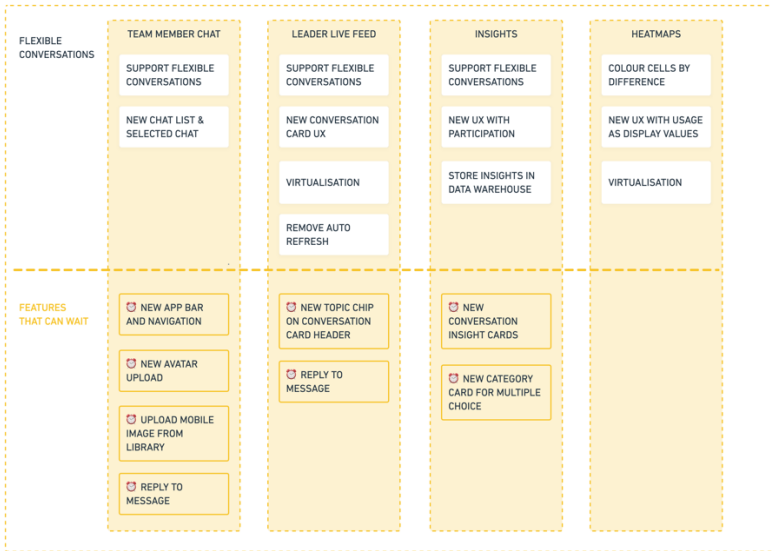 FLEXIBLE
CONVERSATIONS
TEAM MEMBER CHAT
SUPPORT FLEXIBLE
CONVERSATIONS
NEW CHAT LIST &
SELECTED CHAT
LEADER LIVE FEED
SUPPORT FLEXIBLE
CONVERSATIONS
NEW CONVERSATION
CARD UX
VIRTUALISATION
REMOVE AUTO
REFRESH
INSIGHTS
SUPPORT FLEXIBLE
CONVERSATIONS
NEW UX WITH
PARTICIPATION
STORE INSIGHTS IN
DATA WAREHOUSE
HEATMAPS
COLOUR CELLS BY
DIFFERENCE
NEW UX WITH USAGE
AS DISPLAY VALUES
VIRTUALISATION
FEATURES
THAT CAN WAIT
⏰ NEW APP BAR
AND NAVIGATION
⏰ NEW AVATAR
UPLOAD
⏰ UPLOAD MOBILE
IMAGE FROM
LIBRARY
⏰ REPLY TO
MESSAGE
⏰ NEW TOPIC CHIP
ON CONVERSATION
CARD HEADER
⏰ REPLY TO
MESSAGE
⏰ NEW
CONVERSATION
INSIGHT CARDS
⏰ NEW CATEGORY
CARD FOR MULTIPLE
CHOICE